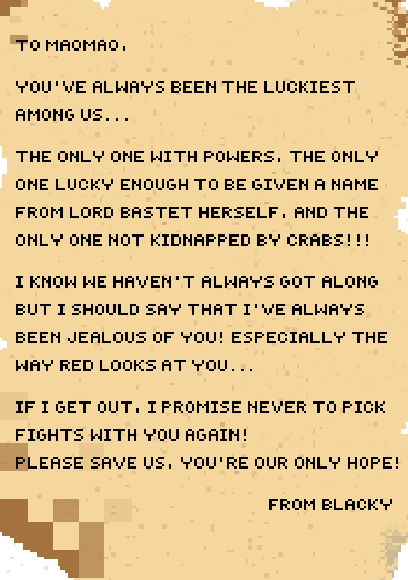 TO MAOMAO,
YOU'VE ALWAYS BEEN THE LUCKIEST
AMONG US...
THE ONLY ONE WITH POWERS, THE ONLY
ONE LUCKY ENOUGH TO BE GIVEN A NAME
FROM LORD BASTET HERSELF, AND THE
ONLY ONE NOT KIDNAPPED BY CRABS!!!
I KNOW WE HAVEN'T ALWAYS GOT ALONG
BUT I SHOULD SAY THAT I'VE ALWAYS
BEEN JEALOUS OF YOU! ESPECIALLY THE
WAY RED LOOKS AT YOU...
IF I GET OUT, I PROMISE NEVER TO PICK
FIGHTS WITH YOU AGAIN!
PLEASE SAVE US, YOU'RE OUR ONLY HOPE!
FROM BLACKY